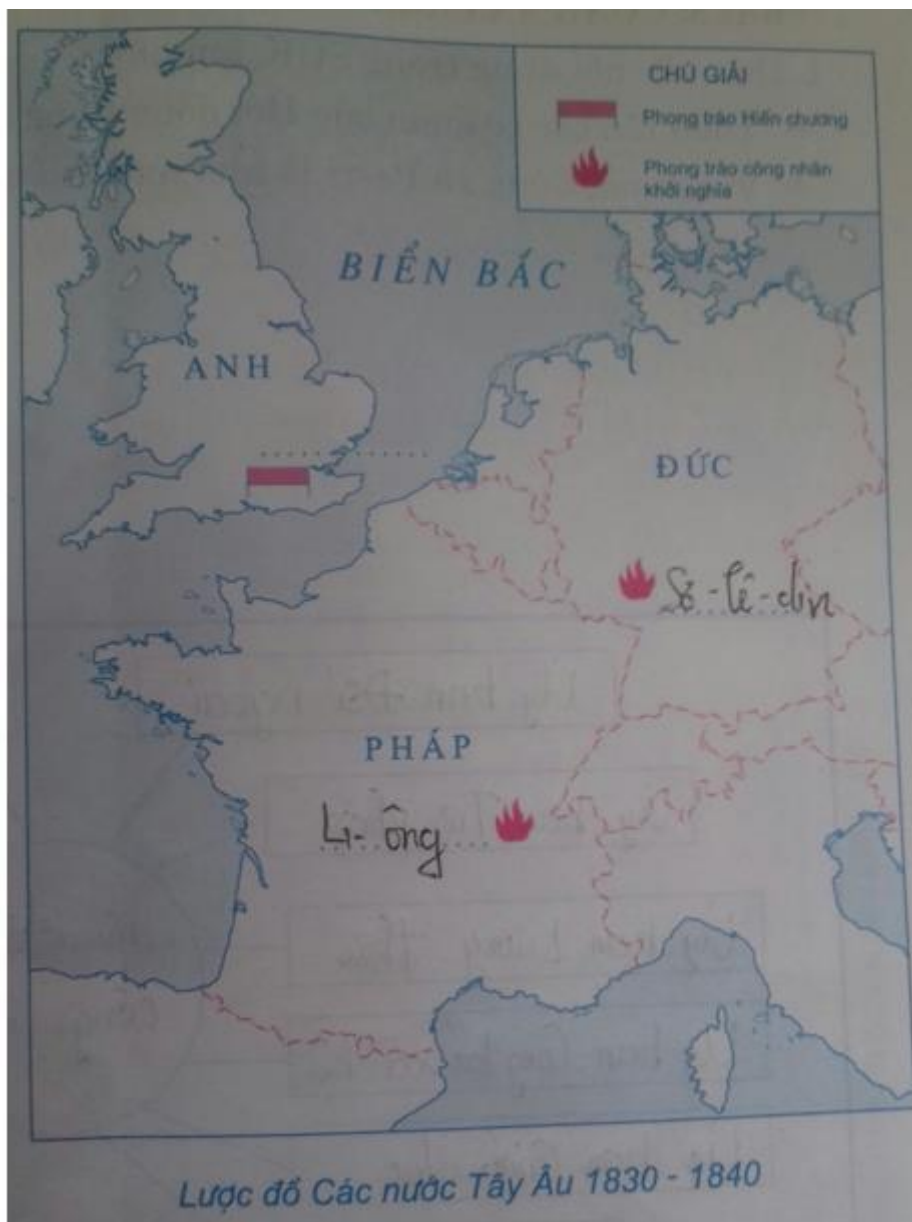 CHÚ GIẢI
Phong trào Hiến chương
Phong trào công nhân
khởi nghĩa
BIỂN BẮC
ANH
ĐỨC
Sơ-lê-din
PHÁP
Li-ông
Lược đồ Các nước Tây Âu 1830 - 1840